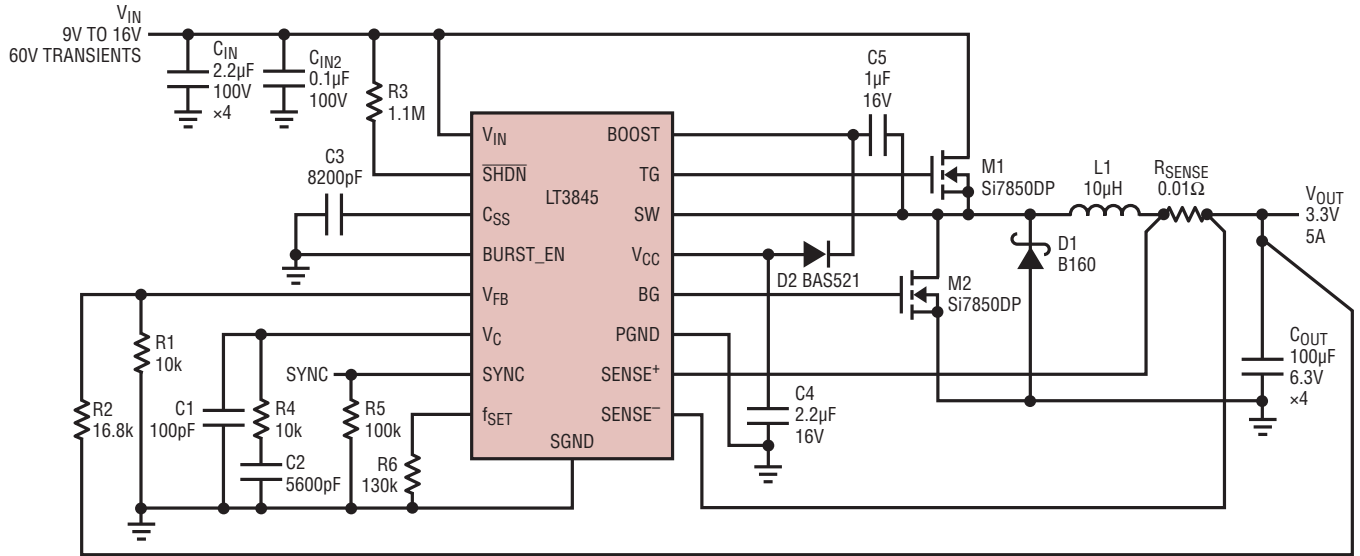 VIN
9V TO 16V
60V TRANSIENTS
CIN
2.2µF
100V
×4
CIN2
0.1µF
100V
R3
1.1M
C5
1µF
16V
C3
8200pF
VIN
SHDN
CSS
BURST_EN
VFB
VC
SYNC
fSET
LT3845
SGND
BOOST
TG
SW
VCC
BG
PGND
SENSE+
SENSE–
M1
Si7850DP
L1
10µH
RSENSE
0.01Ω
VOUT
3.3V
5A
D2 BAS521
D1
B160
M2
Si7850DP
R1
10k
R2
16.8k
C1
100pF
R4
10k
C2
5600pF
SYNC
R5
100k
R6
130k
C4
2.2µF
16V
COUT
100µF
6.3V
×4